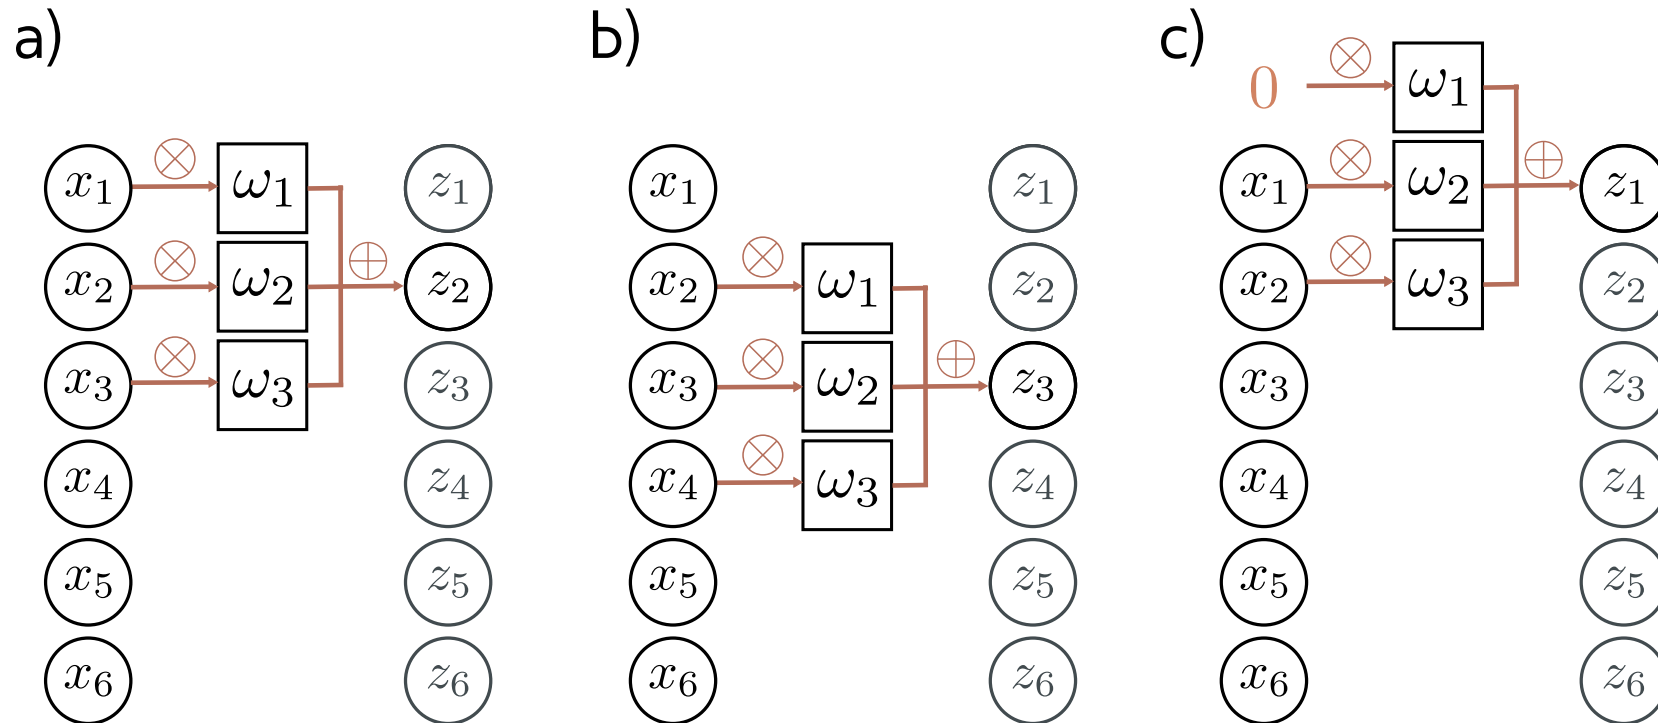 a)
x₁ ⊗ ω₁ z₁
x₂ ⊗ ω₂ ⊕ z₂
x₃ ⊗ ω₃ z₃
x₄ z₄
x₅ z₅
x₆ z₆
b)
x₁ z₁
x₂ ⊗ ω₁ z₂
x₃ ⊗ ω₂ ⊕ z₃
x₄ ⊗ ω₃ z₄
x₅ z₅
x₆ z₆
c)
0 ⊗ ω₁
x₁ ⊗ ω₂ ⊕ z₁
x₂ ⊗ ω₃ z₂
x₃ z₃
x₄ z₄
x₅ z₅
x₆ z₆